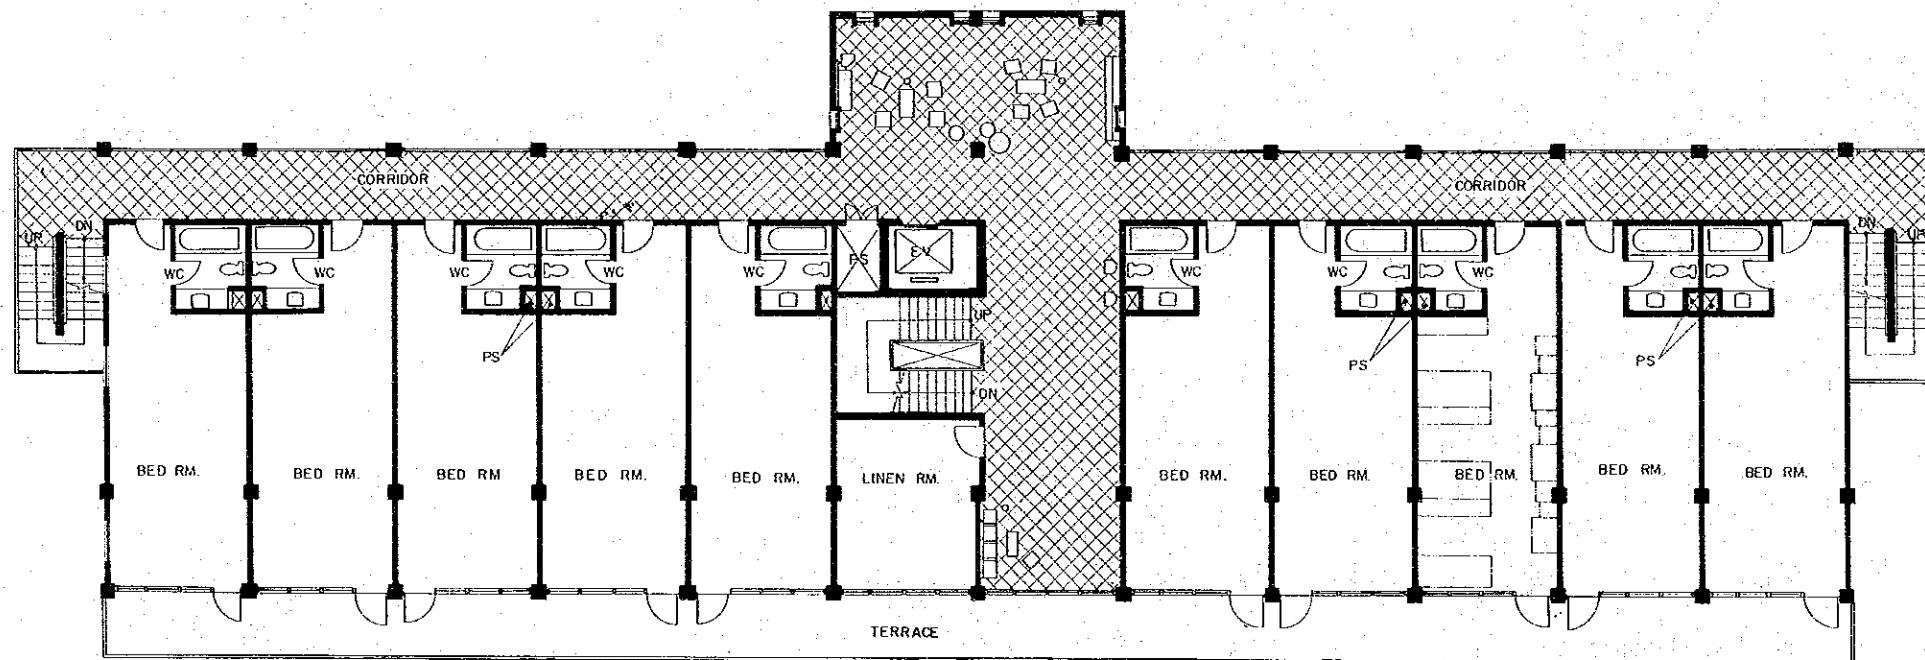 CORRIDOR
CORRIDOR
UP
DN
DN
UP
WC
WC
WC
WC
WC
PS
EV
WC
WC
WC
UP
PS
PS
PS
DN
BED RM.
BED RM.
BED RM
BED RM.
BED RM.
LINEN RM.
BED RM.
BED RM.
BED RM.
BED RM.
BED RM.
TERRACE